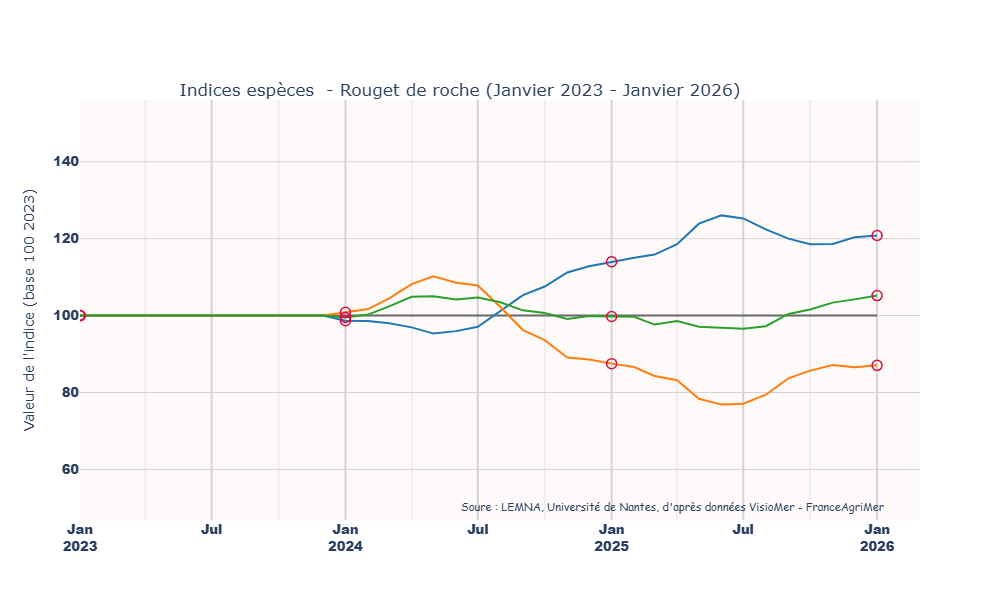 Indices espèces  - Rouget de roche (Janvier 2023 - Janvier 2026)
Valeur de l'indice (base 100 2023)
140
120
100
80
60
Soure : LEMNA, Université de Nantes, d'après données VisioMer - FranceAgriMer
Jan Jul Jan Jul Jan Jul Jan
2023 2024 2025 2026